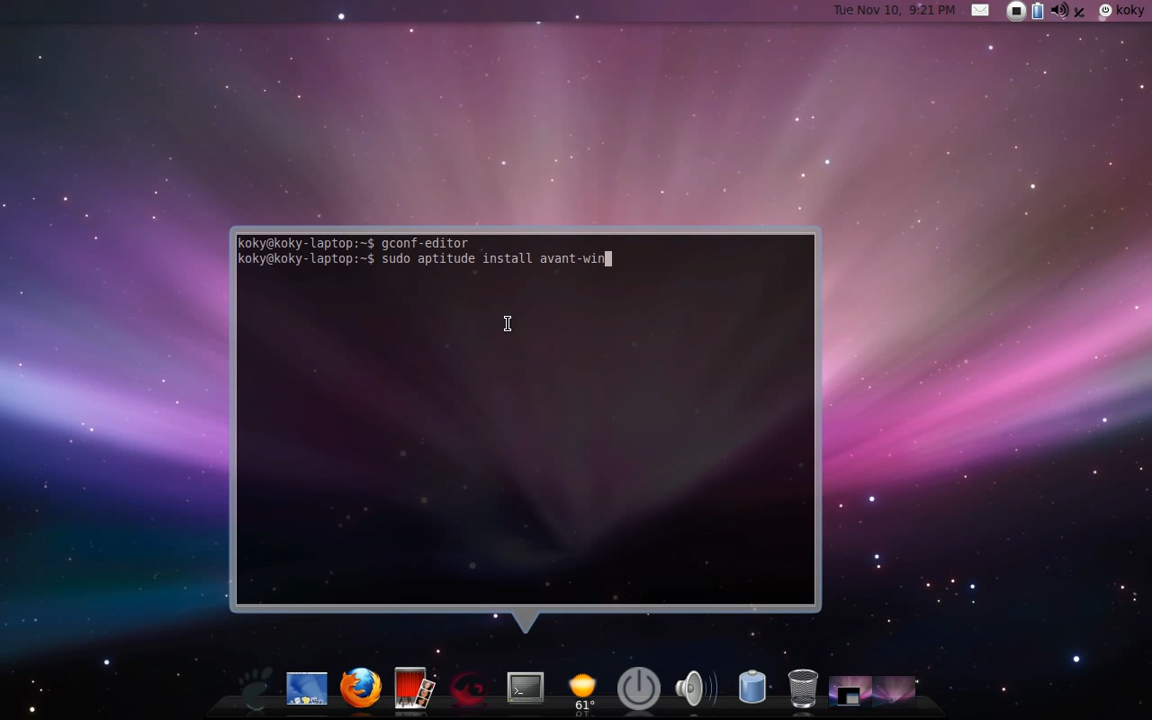 Tue Nov 10, 9:21 PM koky
koky@koky-laptop:~$ gconf-editor
koky@koky-laptop:~$ sudo aptitude install avant-win
61°